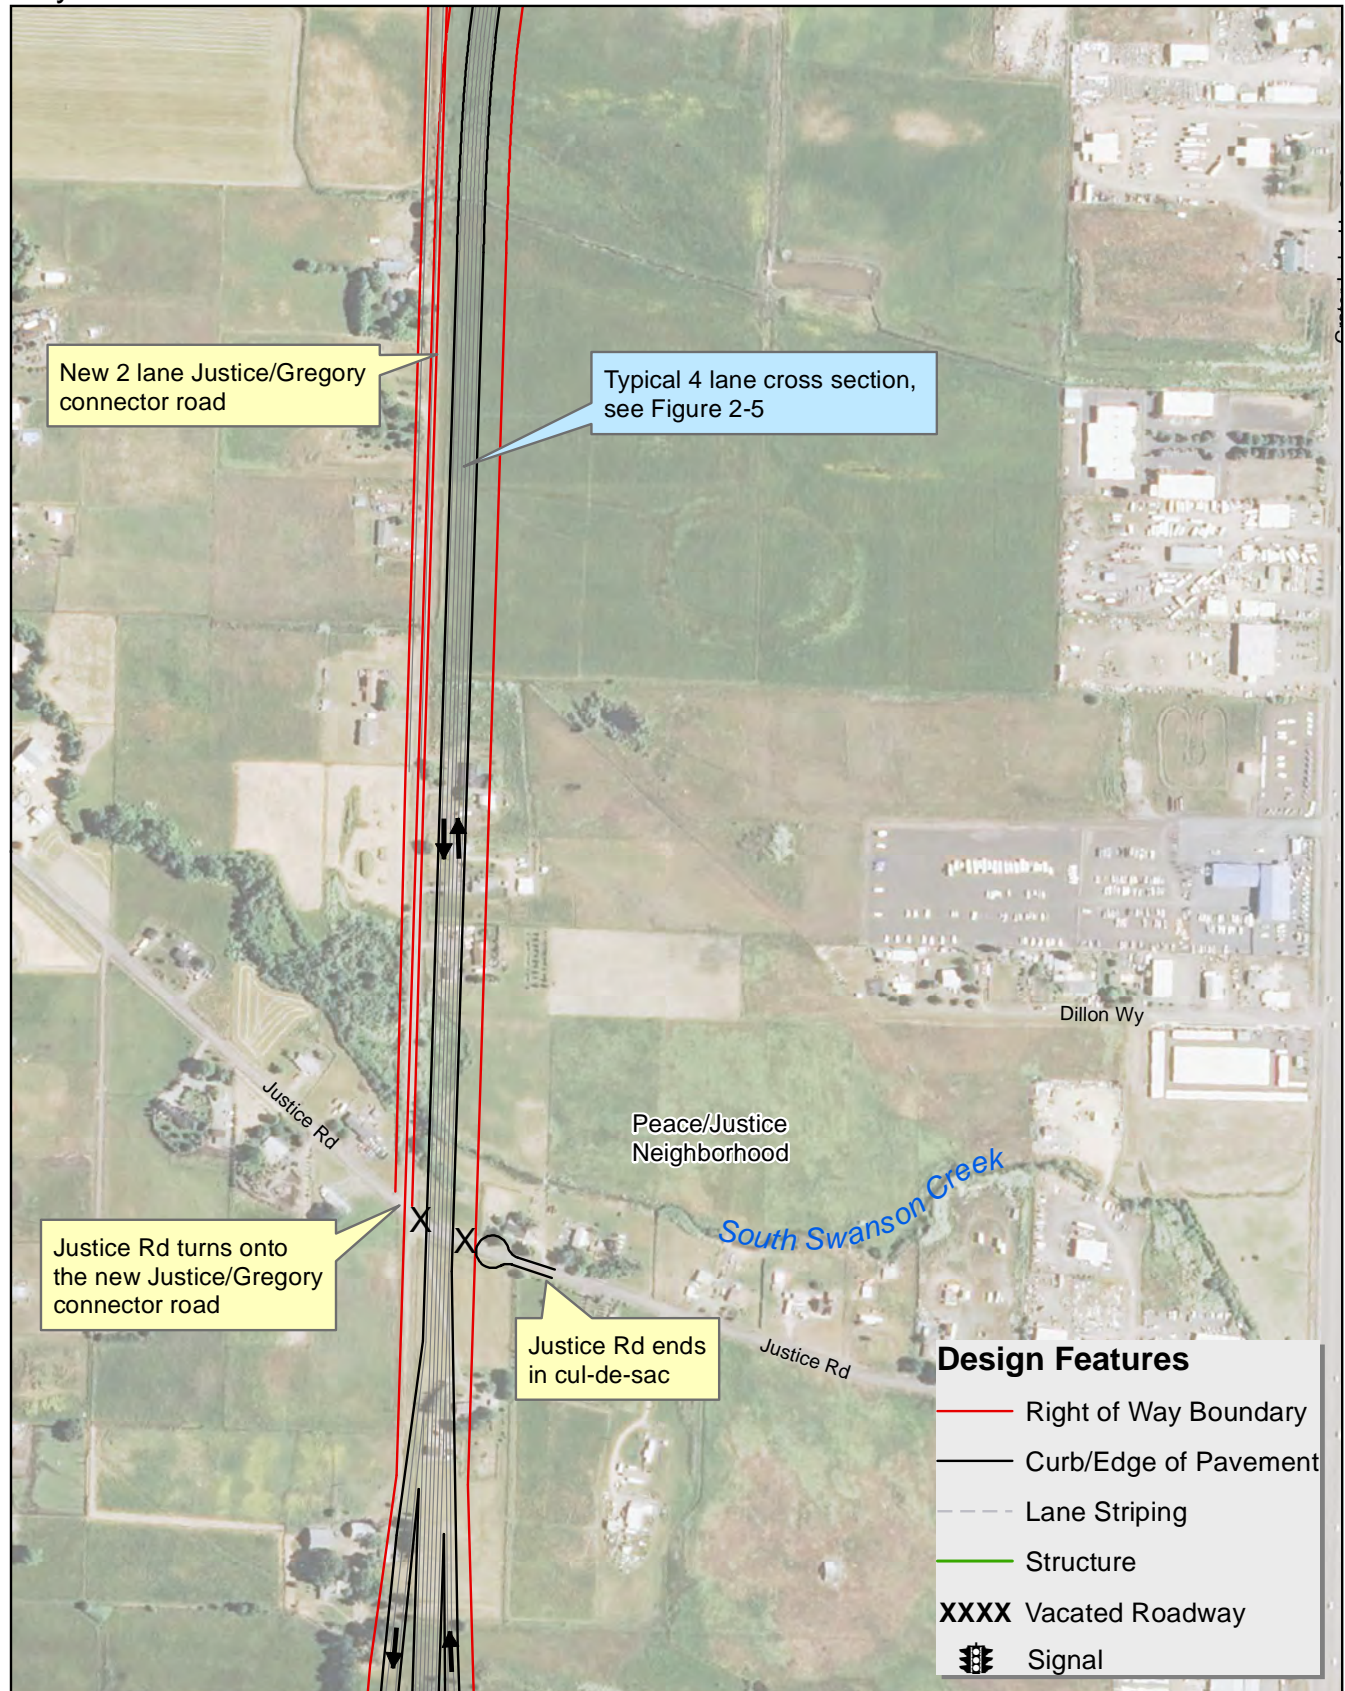 New 2 lane Justice/Gregory
connector road
Typical 4 lane cross section,
see Figure 2-5
Dillon Wy
Justice Rd
Peace/Justice
Neighborhood
South Swanson Creek
X
X
Justice Rd turns onto
the new Justice/Gregory
connector road
Justice Rd ends
in cul-de-sac
Justice Rd
Design Features
Right of Way Boundary
Curb/Edge of Pavement
Lane Striping
Structure
XXXX Vacated Roadway
Signal